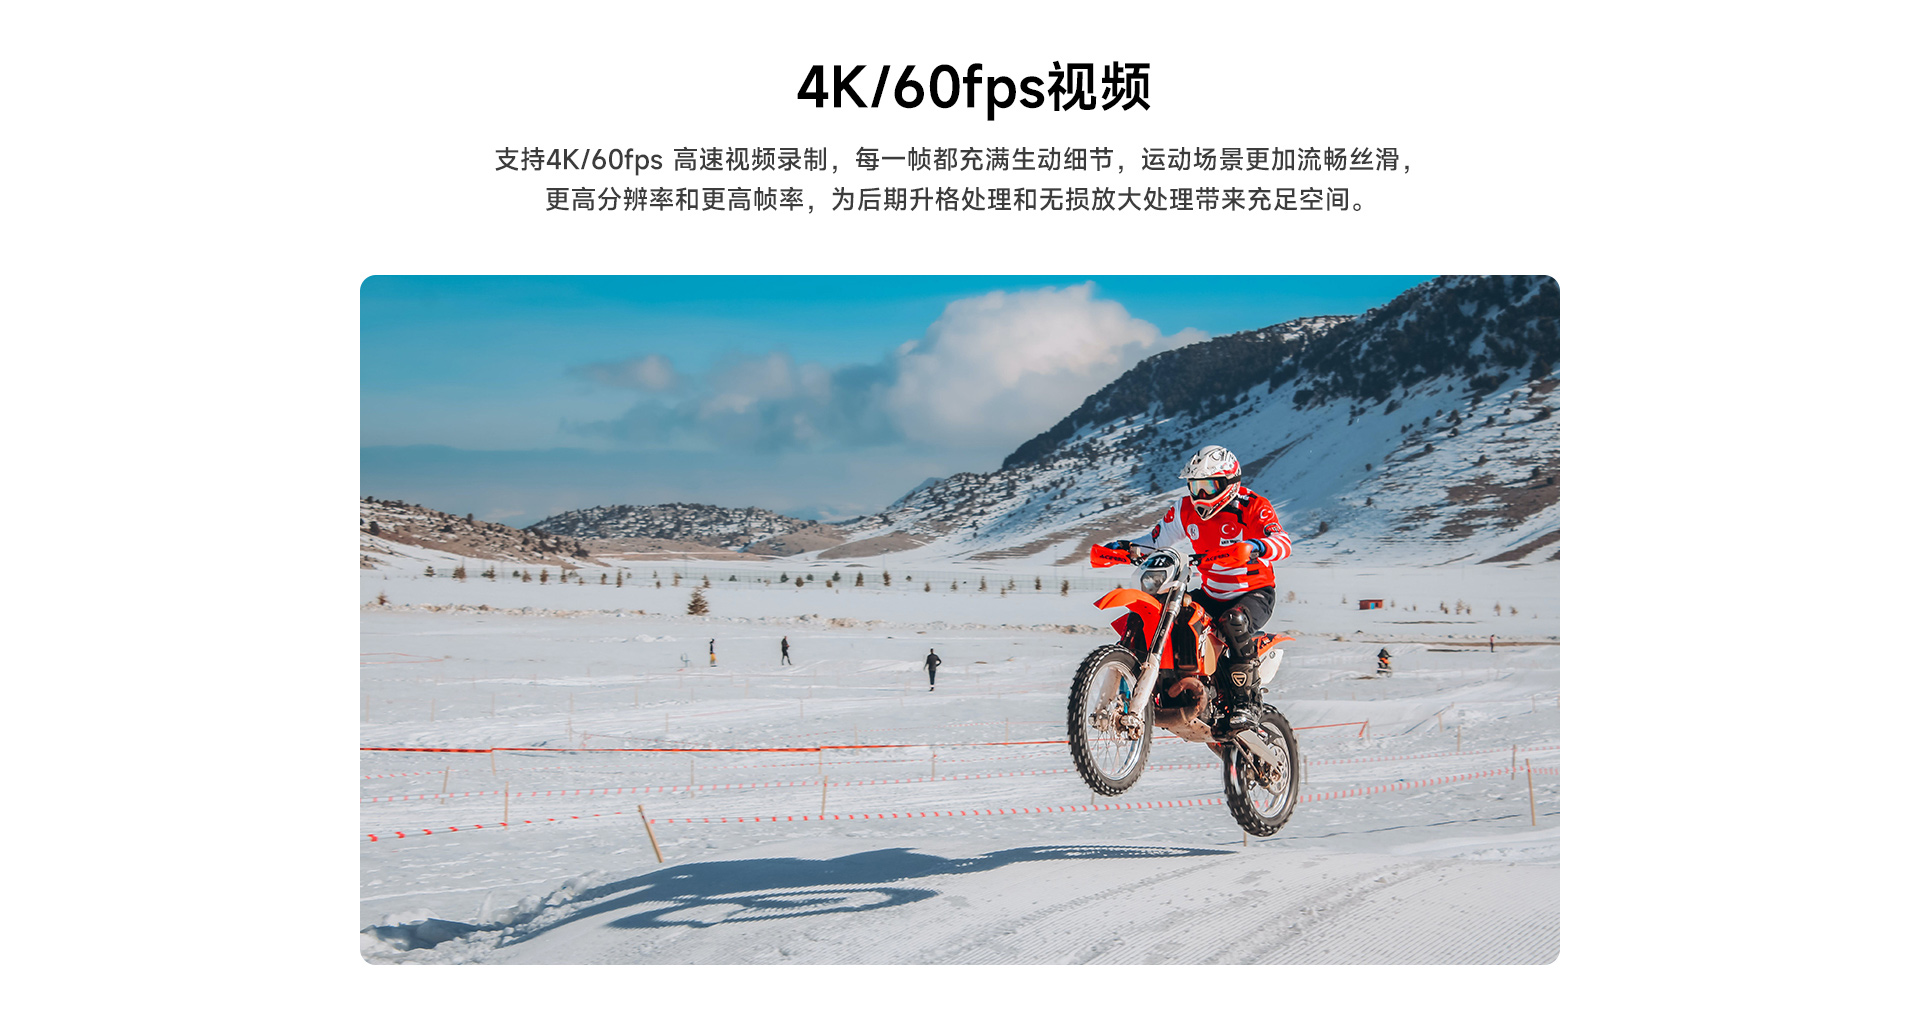 4K/60fps视频
支持4K/60fps 高速视频录制，每一帧都充满生动细节，运动场景更加流畅丝滑，
更高分辨率和更高帧率，为后期升格处理和无损放大处理带来充足空间。